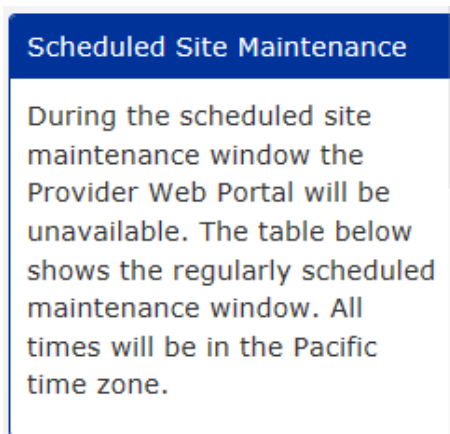 Scheduled Site Maintenance
During the scheduled site
maintenance window the
Provider Web Portal will be
unavailable. The table below
shows the regularly scheduled
maintenance window. All
times will be in the Pacific
time zone.